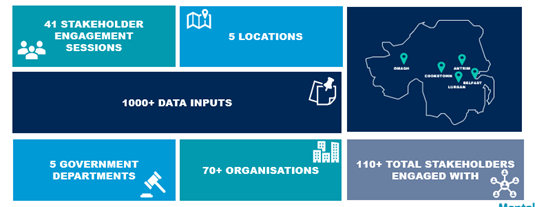 41 STAKEHOLDER
ENGAGEMENT
SESSIONS
5 LOCATIONS
OMAGH
COOKSTOWN
ANTRIM
BELFAST
LURGAN
1000+ DATA INPUTS
5 GOVERNMENT
DEPARTMENTS
70+ ORGANISATIONS
110+ TOTAL STAKEHOLDERS
ENGAGED WITH